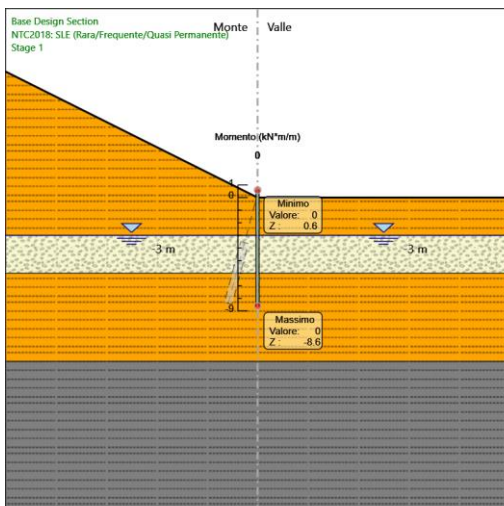 Base Design Section
NTC2018: SLE (Rara/Frequente/Quasi Permanente)
Stage 1
Monte
Valle
Momento (kN*m/m)
0
0
Minimo
Valore: 0
Z : 0.6
3 m
3 m
-9
Massimo
Valore: 0
Z : -8.6